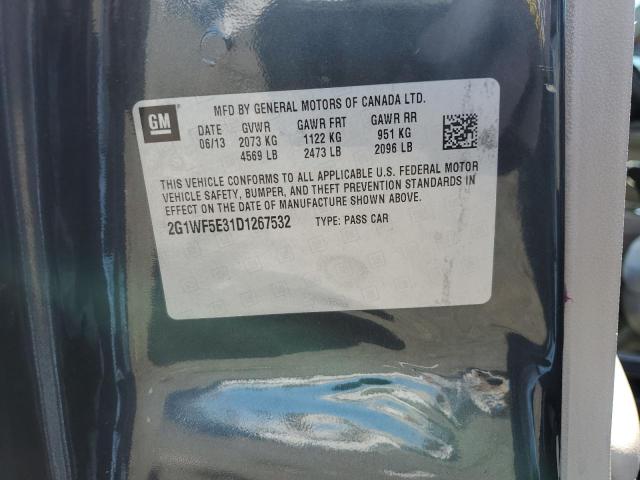 GM
MFD BY GENERAL MOTORS OF CANADA LTD.
DATE GVWR GAWR FRT GAWR RR
06/13 2073 KG 1122 KG 951 KG
4569 LB 2473 LB 2096 LB
THIS VEHICLE CONFORMS TO ALL APPLICABLE U.S. FEDERAL MOTOR
VEHICLE SAFETY, BUMPER, AND THEFT PREVENTION STANDARDS IN
EFFECT ON THE DATE OF MANUFACTURE SHOWN ABOVE.
2G1WF5E31D1267532 TYPE: PASS CAR